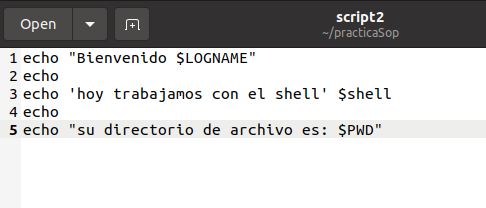 Open
script2
~/practicaSop
1 echo "Bienvenido $LOGNAME"
2 echo
3 echo 'hoy trabajamos con el shell' $shell
4 echo
5 echo "su directorio de archivo es: $PWD"